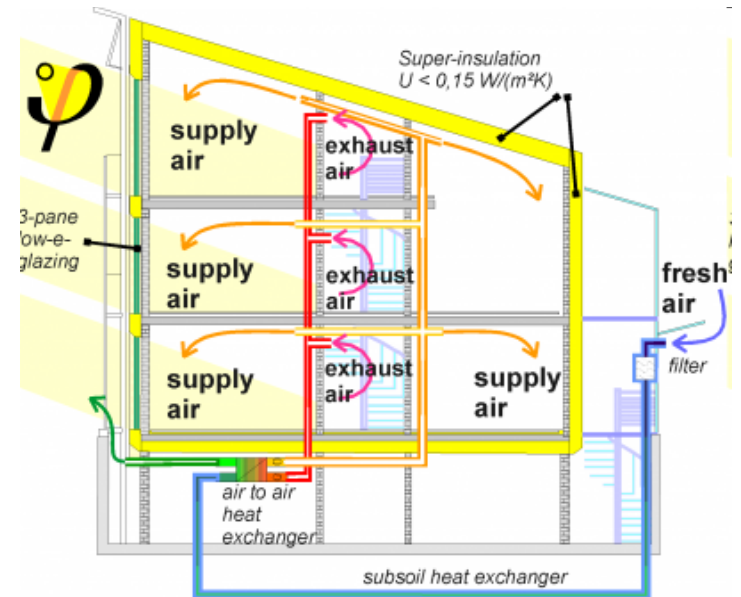 Super-insulation
U < 0,15 W/(m²K)
supply
air
exhaust
air
3-pane
low-e-
glazing
supply
air
exhaust
air
fresh
air
filter
supply
air
exhaust
air
supply
air
air to air
heat
exchanger
subsoil heat exchanger